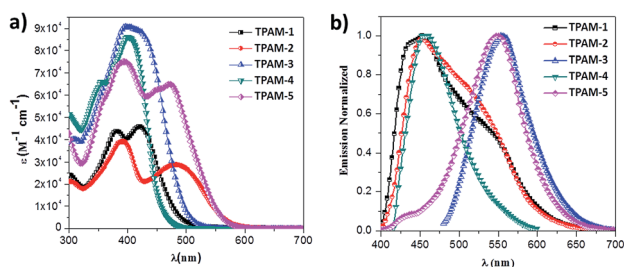 a)
TPAM-1
TPAM-2
TPAM-3
TPAM-4
TPAM-5
ε(M⁻¹ cm⁻¹)
9x10⁴
8x10⁴
7x10⁴
6x10⁴
5x10⁴
4x10⁴
3x10⁴
2x10⁴
1x10⁴
0
300 400 500 600 700
λ(nm)
b)
TPAM-1
TPAM-2
TPAM-3
TPAM-4
TPAM-5
Emission Normalized
1.0
0.8
0.6
0.4
0.2
0.0
400 450 500 550 600 650 700
λ (nm)